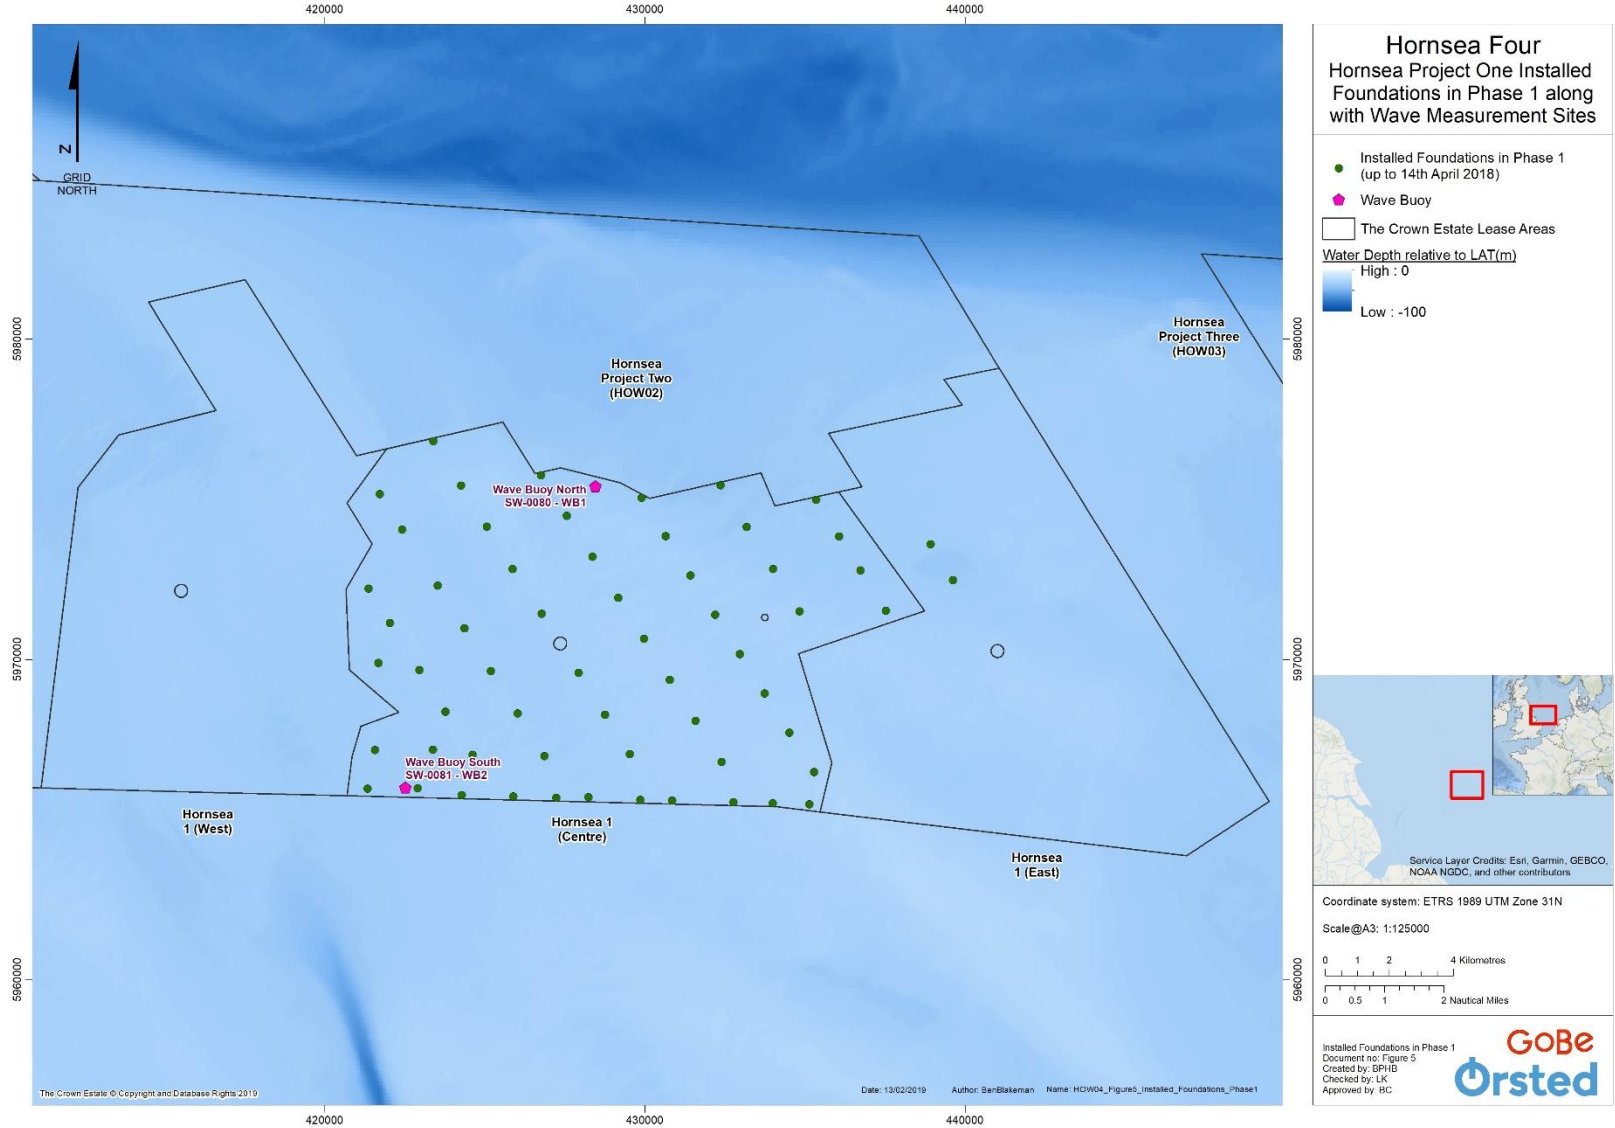 420000
430000
440000
N
GRID
NORTH
5980000
5970000
5960000
Hornsea
Project Two
(HOW02)
Hornsea
Project Three
(HOW03)
Wave Buoy North
SW-0080 - WB1
Wave Buoy South
SW-0081 - WB2
Hornsea
1 (West)
Hornsea 1
(Centre)
Hornsea
1 (East)
5980000
5970000
5960000
The Crown Estate © Copyright and Database Rights 2019
Date: 13/02/2019 Author: BenBlakeman Name: HOW04_Figure5_Installed_Foundations_Phase1
420000
430000
440000
Hornsea Four
Hornsea Project One Installed
Foundations in Phase 1 along
with Wave Measurement Sites
Installed Foundations in Phase 1
(up to 14th April 2018)
Wave Buoy
The Crown Estate Lease Areas
Water Depth relative to LAT(m)
High : 0
Low : -100
Service Layer Credits: Esri, Garmin, GEBCO,
NOAA NGDC, and other contributors
Coordinate system: ETRS 1989 UTM Zone 31N
Scale@A3: 1:125000
0 1 2 4 Kilometres
0 0.5 1 2 Nautical Miles
Installed Foundations in Phase 1
Document no: Figure 5
Created by: BPHB
Checked by: LK
Approved by: BC
GoBe
Orsted